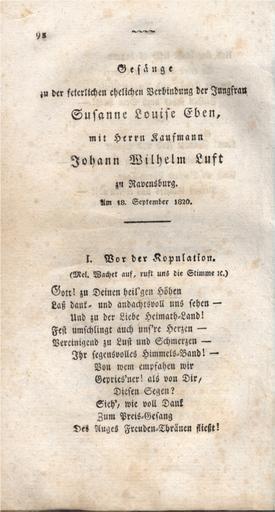 98
Gesänge
zu der feierlichen ehelichen Verbindung der Jungfrau
Susanne Louise Eben,
mit Herrn Kaufmann
Johann Wilhelm Luft
zu Ravensburg.
Am 18. September 1820.
I. Vor der Kopulation.
(Mel. Wachet auf, ruft uns die Stimme ꝛc.)
Gott! zu Deinen heil'gen Höhen
Laß dank- und andachtsvoll uns sehen —
Und zu der Liebe Heimath-Land!
Fest umschlingt auch uns're Herzen —
Vereinigend zu Lust und Schmerzen —
Ihr segensvolles Himmels-Band! —
Von wem empfahen wir
Gepries'ner! als von Dir,
Diesen Segen?
Sieh', wie voll Dank
Zum Preis-Gesang
Des Auges Freuden-Thränen fließt!